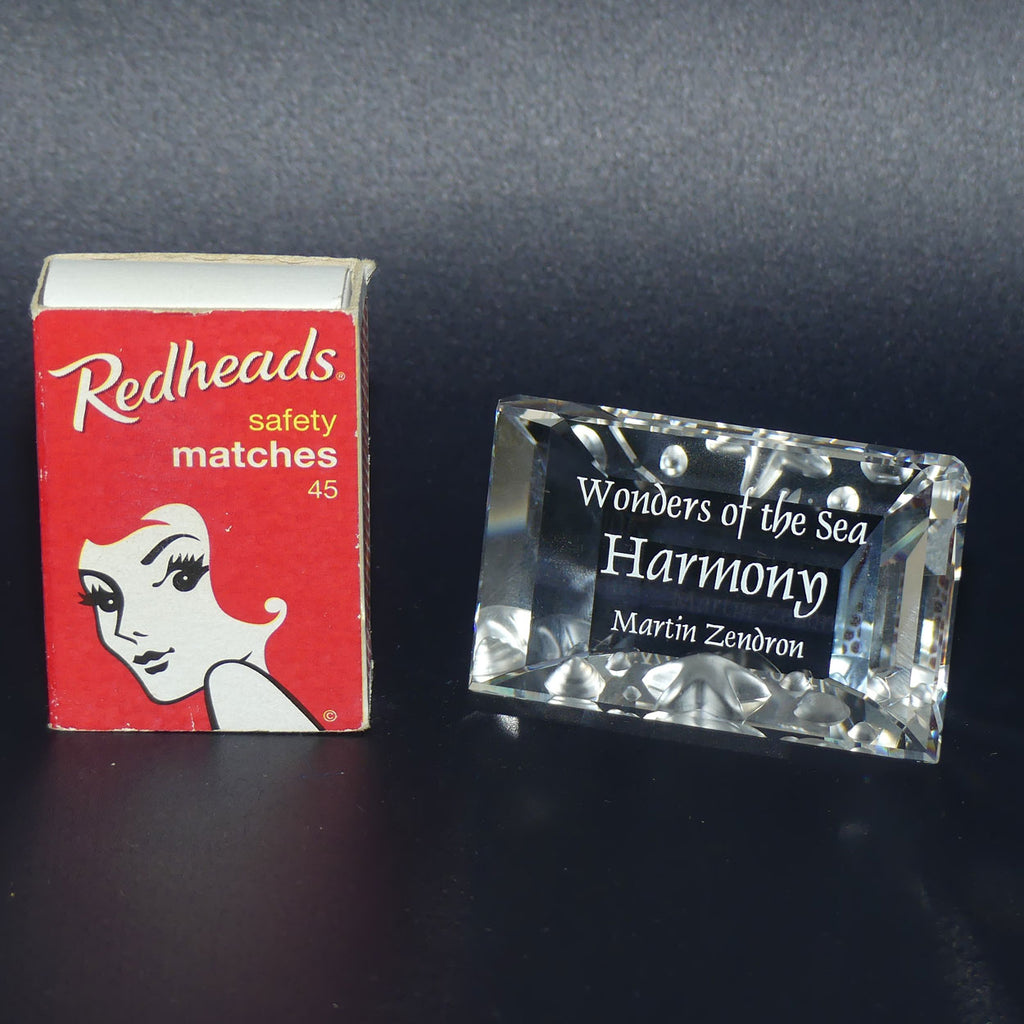 Redheads®
safety
matches
45
©
Wonders of the Sea
Harmony
Martin Zendron